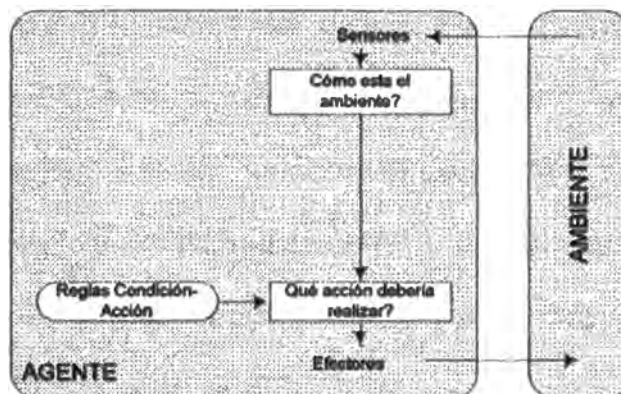 Sensores
Cómo esta el
ambiente?
AMBIENTE
Reglas Condición-
Acción
Qué acción debería
realizar?
Efectores
AGENTE